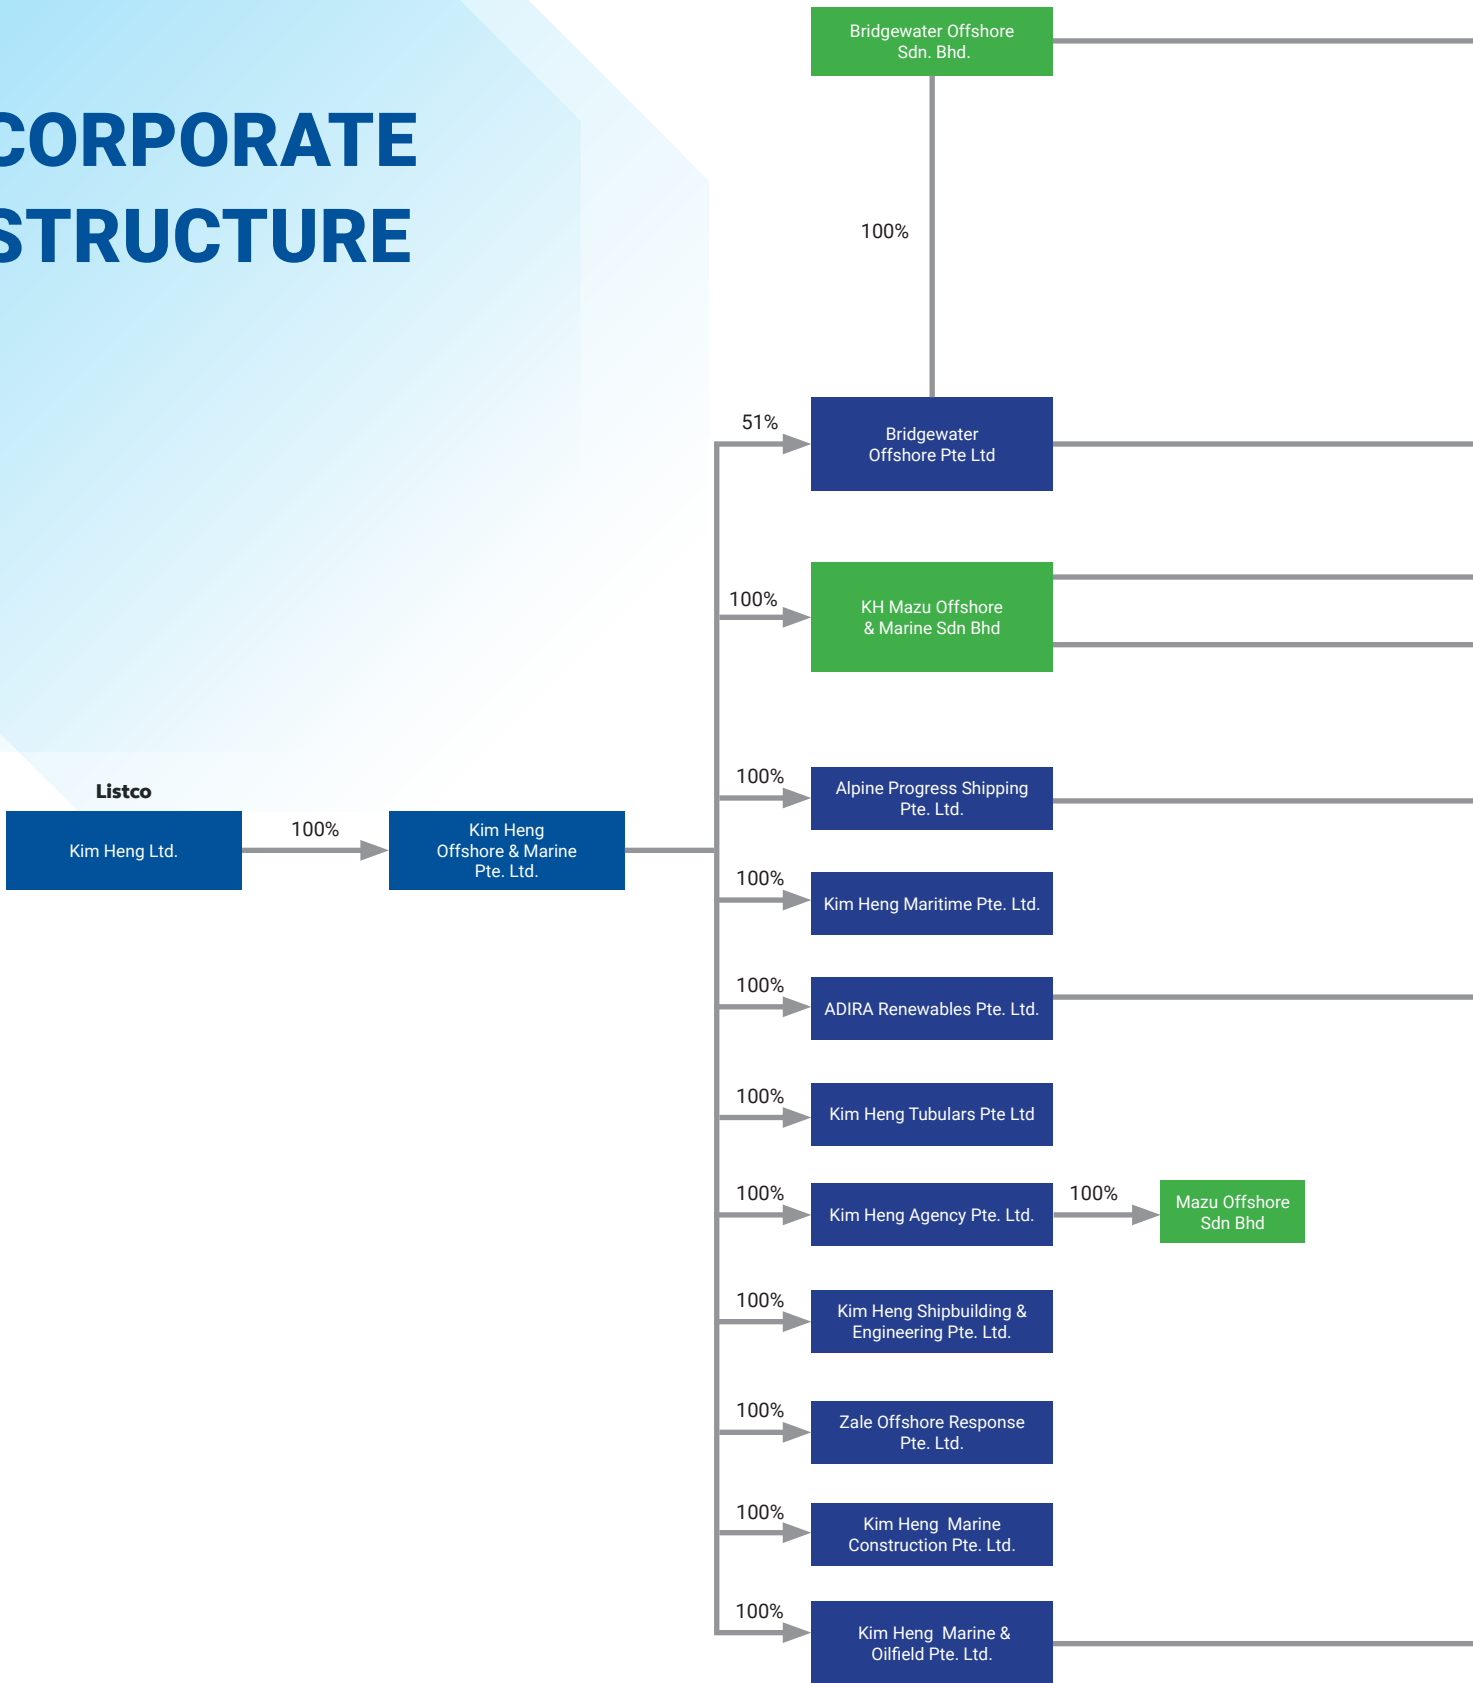 CORPORATE
STRUCTURE
Bridgewater Offshore
Sdn. Bhd.
100%
51%
Bridgewater
Offshore Pte Ltd
100%
KH Mazu Offshore
& Marine Sdn Bhd
Listco
Kim Heng Ltd.
100%
Kim Heng
Offshore & Marine
Pte. Ltd.
100%
Alpine Progress Shipping
Pte. Ltd.
100%
Kim Heng Maritime Pte. Ltd.
100%
ADIRA Renewables Pte. Ltd.
100%
Kim Heng Tubulars Pte Ltd
100%
Kim Heng Agency Pte. Ltd.
100%
Mazu Offshore
Sdn Bhd
100%
Kim Heng Shipbuilding &
Engineering Pte. Ltd.
100%
Zale Offshore Response
Pte. Ltd.
100%
Kim Heng  Marine
Construction Pte. Ltd.
100%
Kim Heng  Marine &
Oilfield Pte. Ltd.